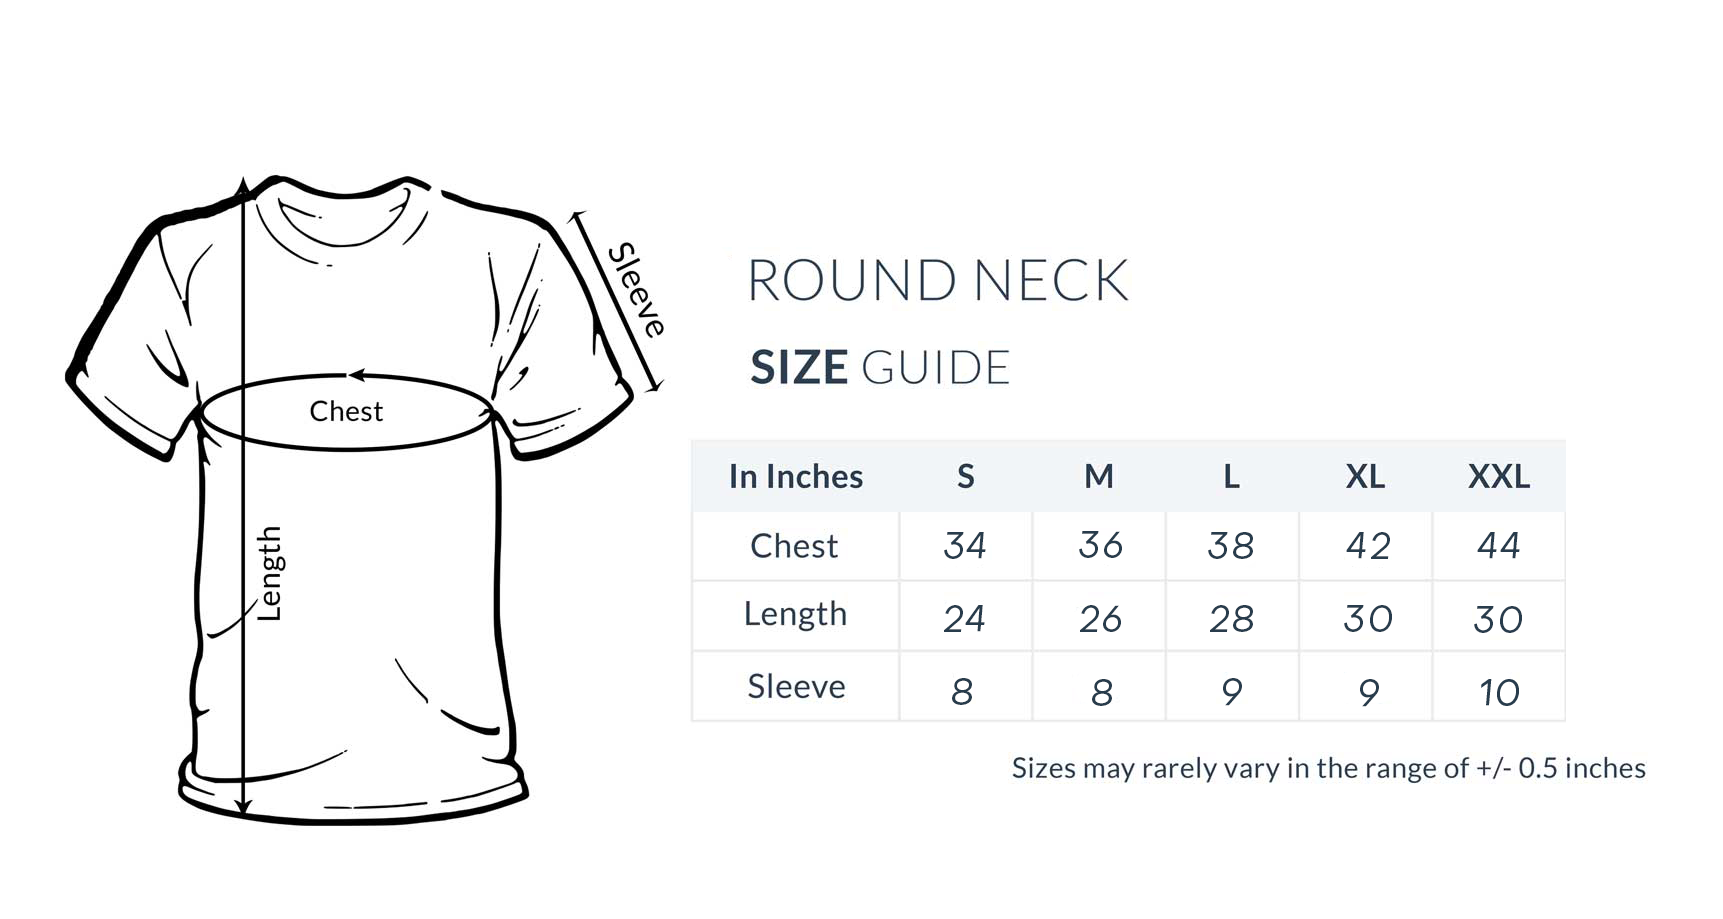 Sleeve
Chest
Length
ROUND NECK
SIZE GUIDE
In Inches S M L XL XXL
Chest 34 36 38 42 44
Length 24 26 28 30 30
Sleeve 8 8 9 9 10
Sizes may rarely vary in the range of +/- 0.5 inches